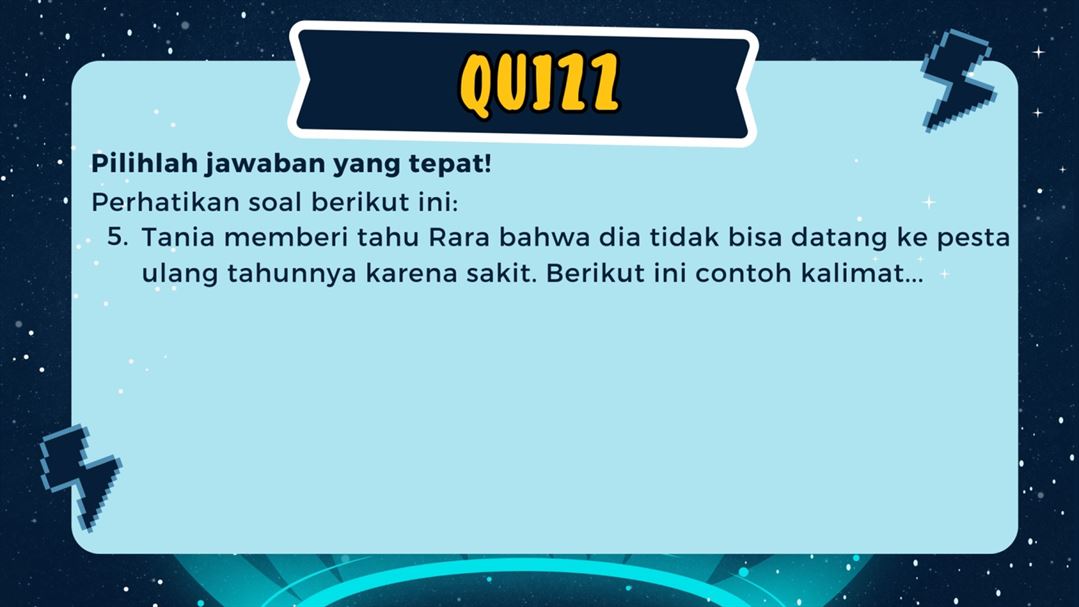 QUIZZ
Pilihlah jawaban yang tepat!
Perhatikan soal berikut ini:
5. Tania memberi tahu Rara bahwa dia tidak bisa datang ke pesta
ulang tahunnya karena sakit. Berikut ini contoh kalimat...